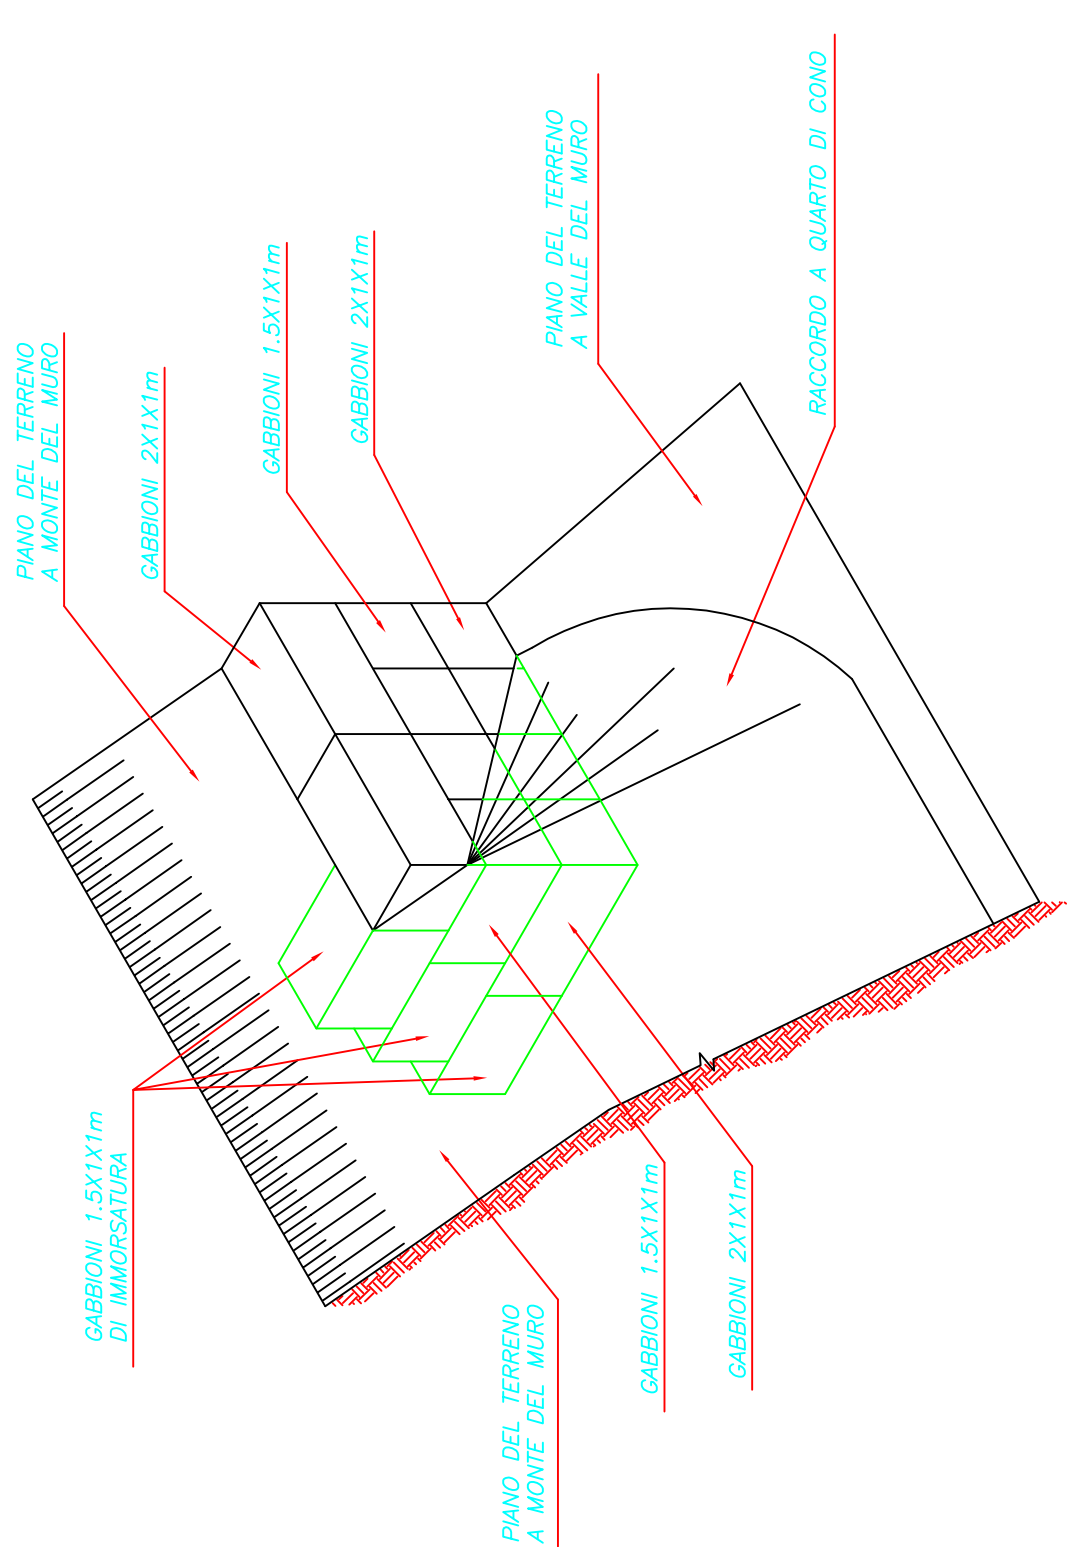 PIANO DEL TERRENO
A MONTE DEL MURO
GABBIONI 2X1X1m
GABBIONI 1.5X1X1m
GABBIONI 2X1X1m
PIANO DEL TERRENO
A VALLE DEL MURO
RACCORDO A QUARTO DI CONO
GABBIONI 1.5X1X1m
DI IMMORSATURA
PIANO DEL TERRENO
A MONTE DEL MURO
GABBIONI 1.5X1X1m
GABBIONI 2X1X1m